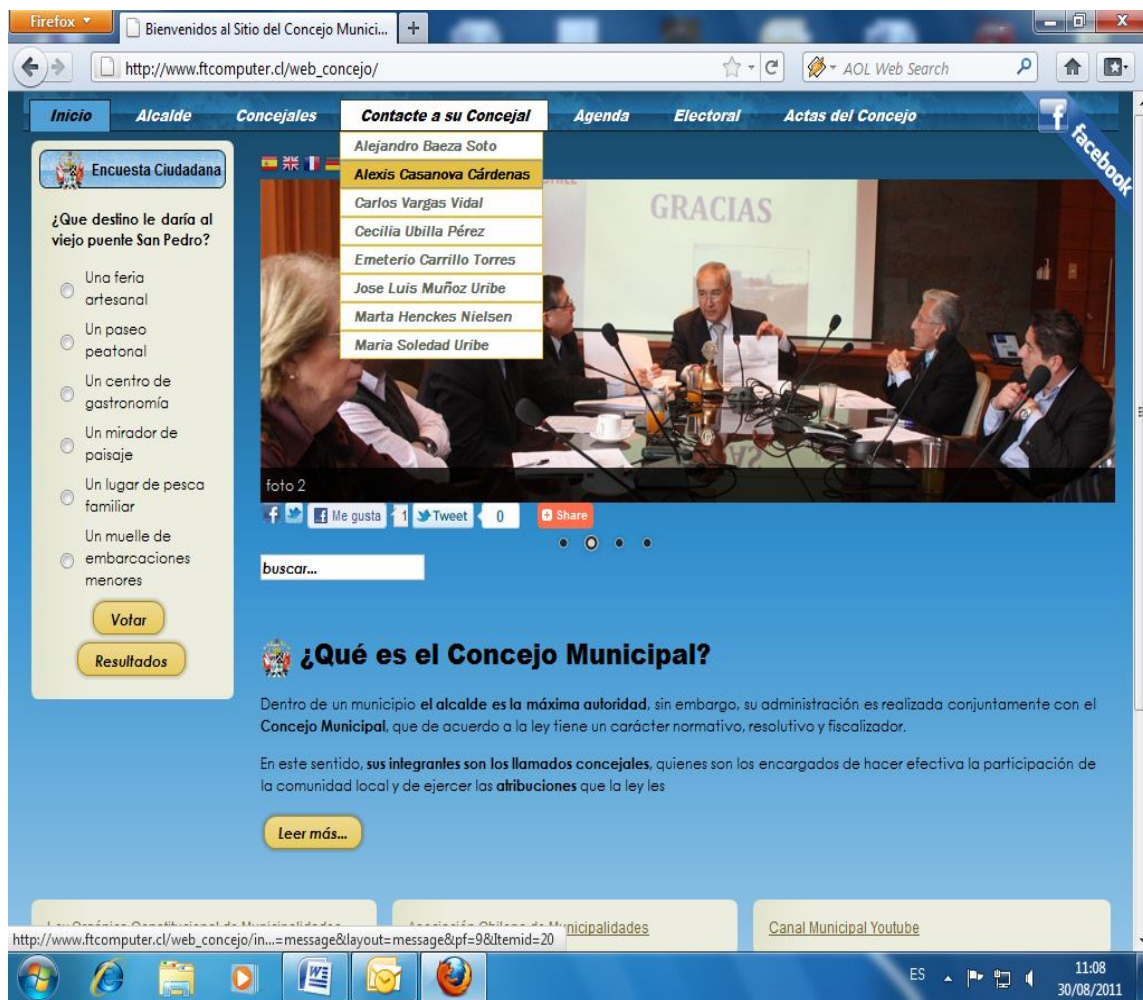 Firefox
Bienvenidos al Sitio del Concejo Munici...
http://www.ftcomputer.cl/web_concejo/
AOL Web Search
Inicio
Alcalde
Concejales
Contacte a su Concejal
Agenda
Electoral
Actas del Concejo
facebook
Alejandro Baeza Soto
Alexis Casanova Cárdenas
Carlos Vargas Vidal
Cecilia Ubilla Pérez
Emeterio Carrillo Torres
Jose Luis Muñoz Uribe
Marta Henckes Nielsen
María Soledad Uribe
Encuesta Ciudadana
¿Que destino le daría al
viejo puente San Pedro?
Una feria
artesanal
Un paseo
peatonal
Un centro de
gastronomía
Un mirador de
paisaje
Un lugar de pesca
familiar
Un muelle de
embarcaciones
menores
Votar
Resultados
GRACIAS
foto 2
Me gusta
1
Tweet
0
Share
buscar...
¿Qué es el Concejo Municipal?
Dentro de un municipio el alcalde es la máxima autoridad, sin embargo, su administración es realizada conjuntamente con el
Concejo Municipal, que de acuerdo a la ley tiene un carácter normativo, resolutivo y fiscalizador.
En este sentido, sus integrantes son los llamados concejales, quienes son los encargados de hacer efectiva la participación de
la comunidad local y de ejercer las atribuciones que la ley les
Leer más...
Canal Municipal Youtube
http://www.ftcomputer.cl/web_concejo/in...=message&layout=message&pf=9&Itemid=20
ES
11:08
30/08/2011